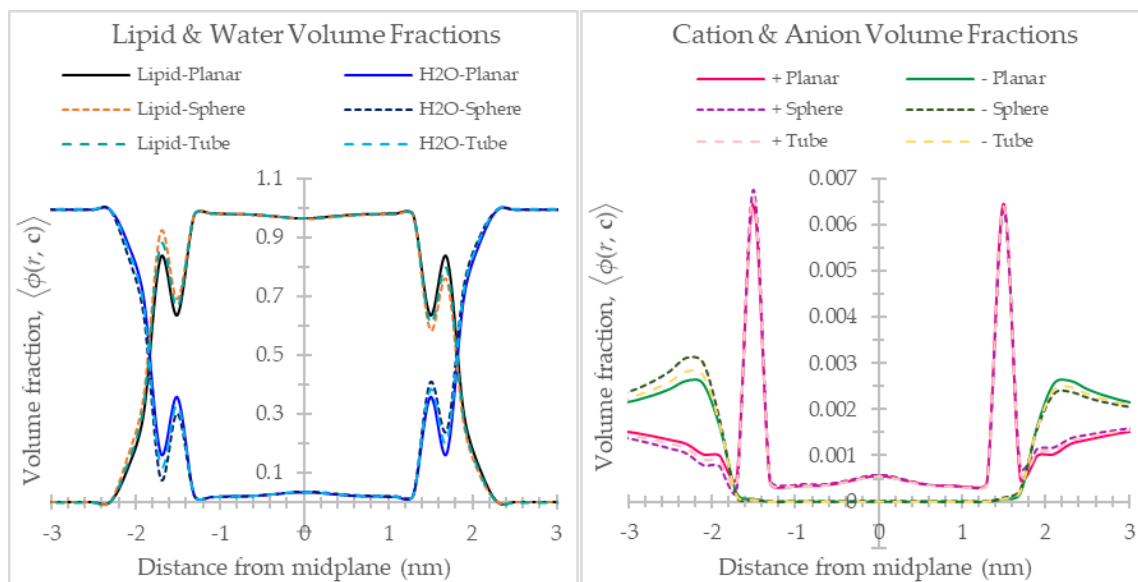 Lipid & Water Volume Fractions
Lipid-Planar H2O-Planar
Lipid-Sphere H2O-Sphere
Lipid-Tube H2O-Tube
Volume fraction, ⟨ϕ(r, c)⟩
1.1
0.9
0.7
0.5
0.3
0.1
-3 -2 -1 0 1 2 3
Distance from midplane (nm)
Cation & Anion Volume Fractions
+ Planar - Planar
+ Sphere - Sphere
+ Tube - Tube
Volume fraction, ⟨ϕ(r, c)⟩
0.007
0.006
0.005
0.004
0.003
0.002
0.001
0
-3 -2 -1 0 1 2 3
Distance from midplane (nm)